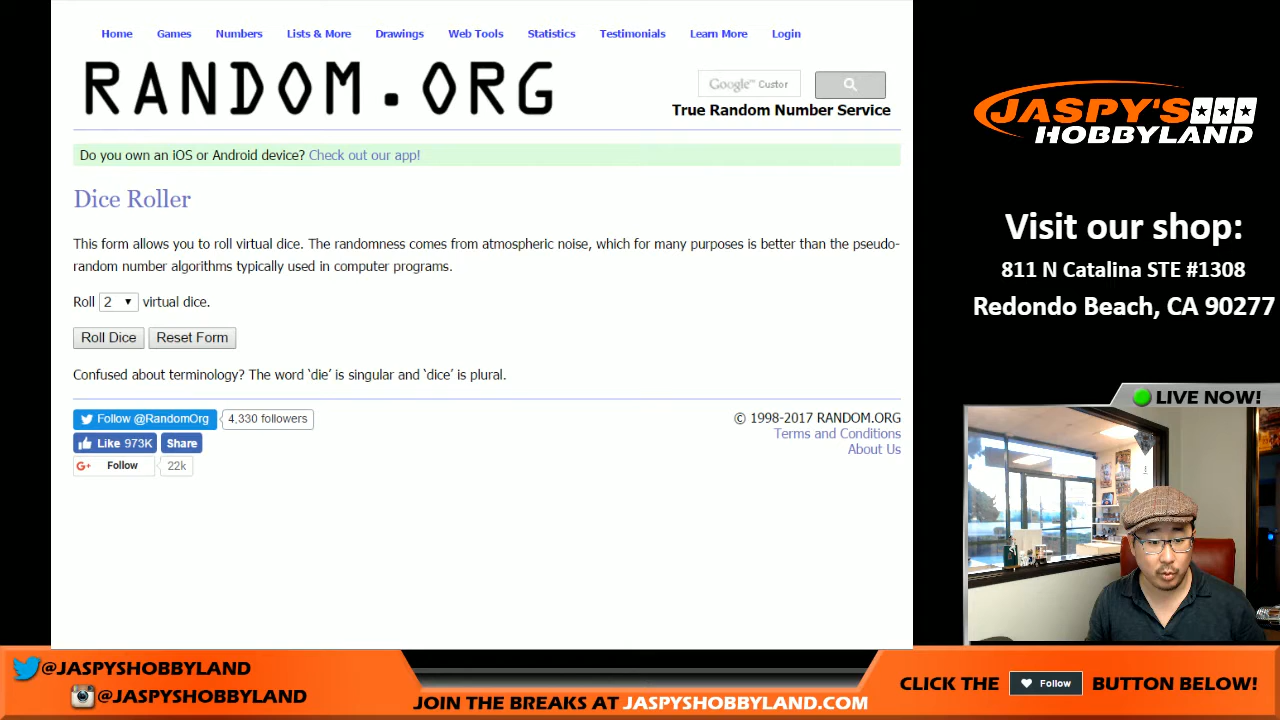 Home Games Numbers Lists & More Drawings Web Tools Statistics Testimonials Learn More Login
RANDOM.ORG
Google™ Custor
True Random Number Service
Do you own an iOS or Android device? Check out our app!
Dice Roller
This form allows you to roll virtual dice. The randomness comes from atmospheric noise, which for many purposes is better than the pseudo-
random number algorithms typically used in computer programs.
Roll 2 virtual dice.
Roll Dice Reset Form
Confused about terminology? The word ‘die’ is singular and ‘dice’ is plural.
Follow @RandomOrg 4,330 followers
Like 973K Share
G+ Follow 22k
© 1998-2017 RANDOM.ORG
Terms and Conditions
About Us
JASPY'S
HOBBYLAND
Visit our shop:
811 N Catalina STE #1308
Redondo Beach, CA 90277
LIVE NOW!
@JASPYSHOBBYLAND
@JASPYSHOBBYLAND
JOIN THE BREAKS AT JASPYSHOBBYLAND.COM
CLICK THE Follow BUTTON BELOW!